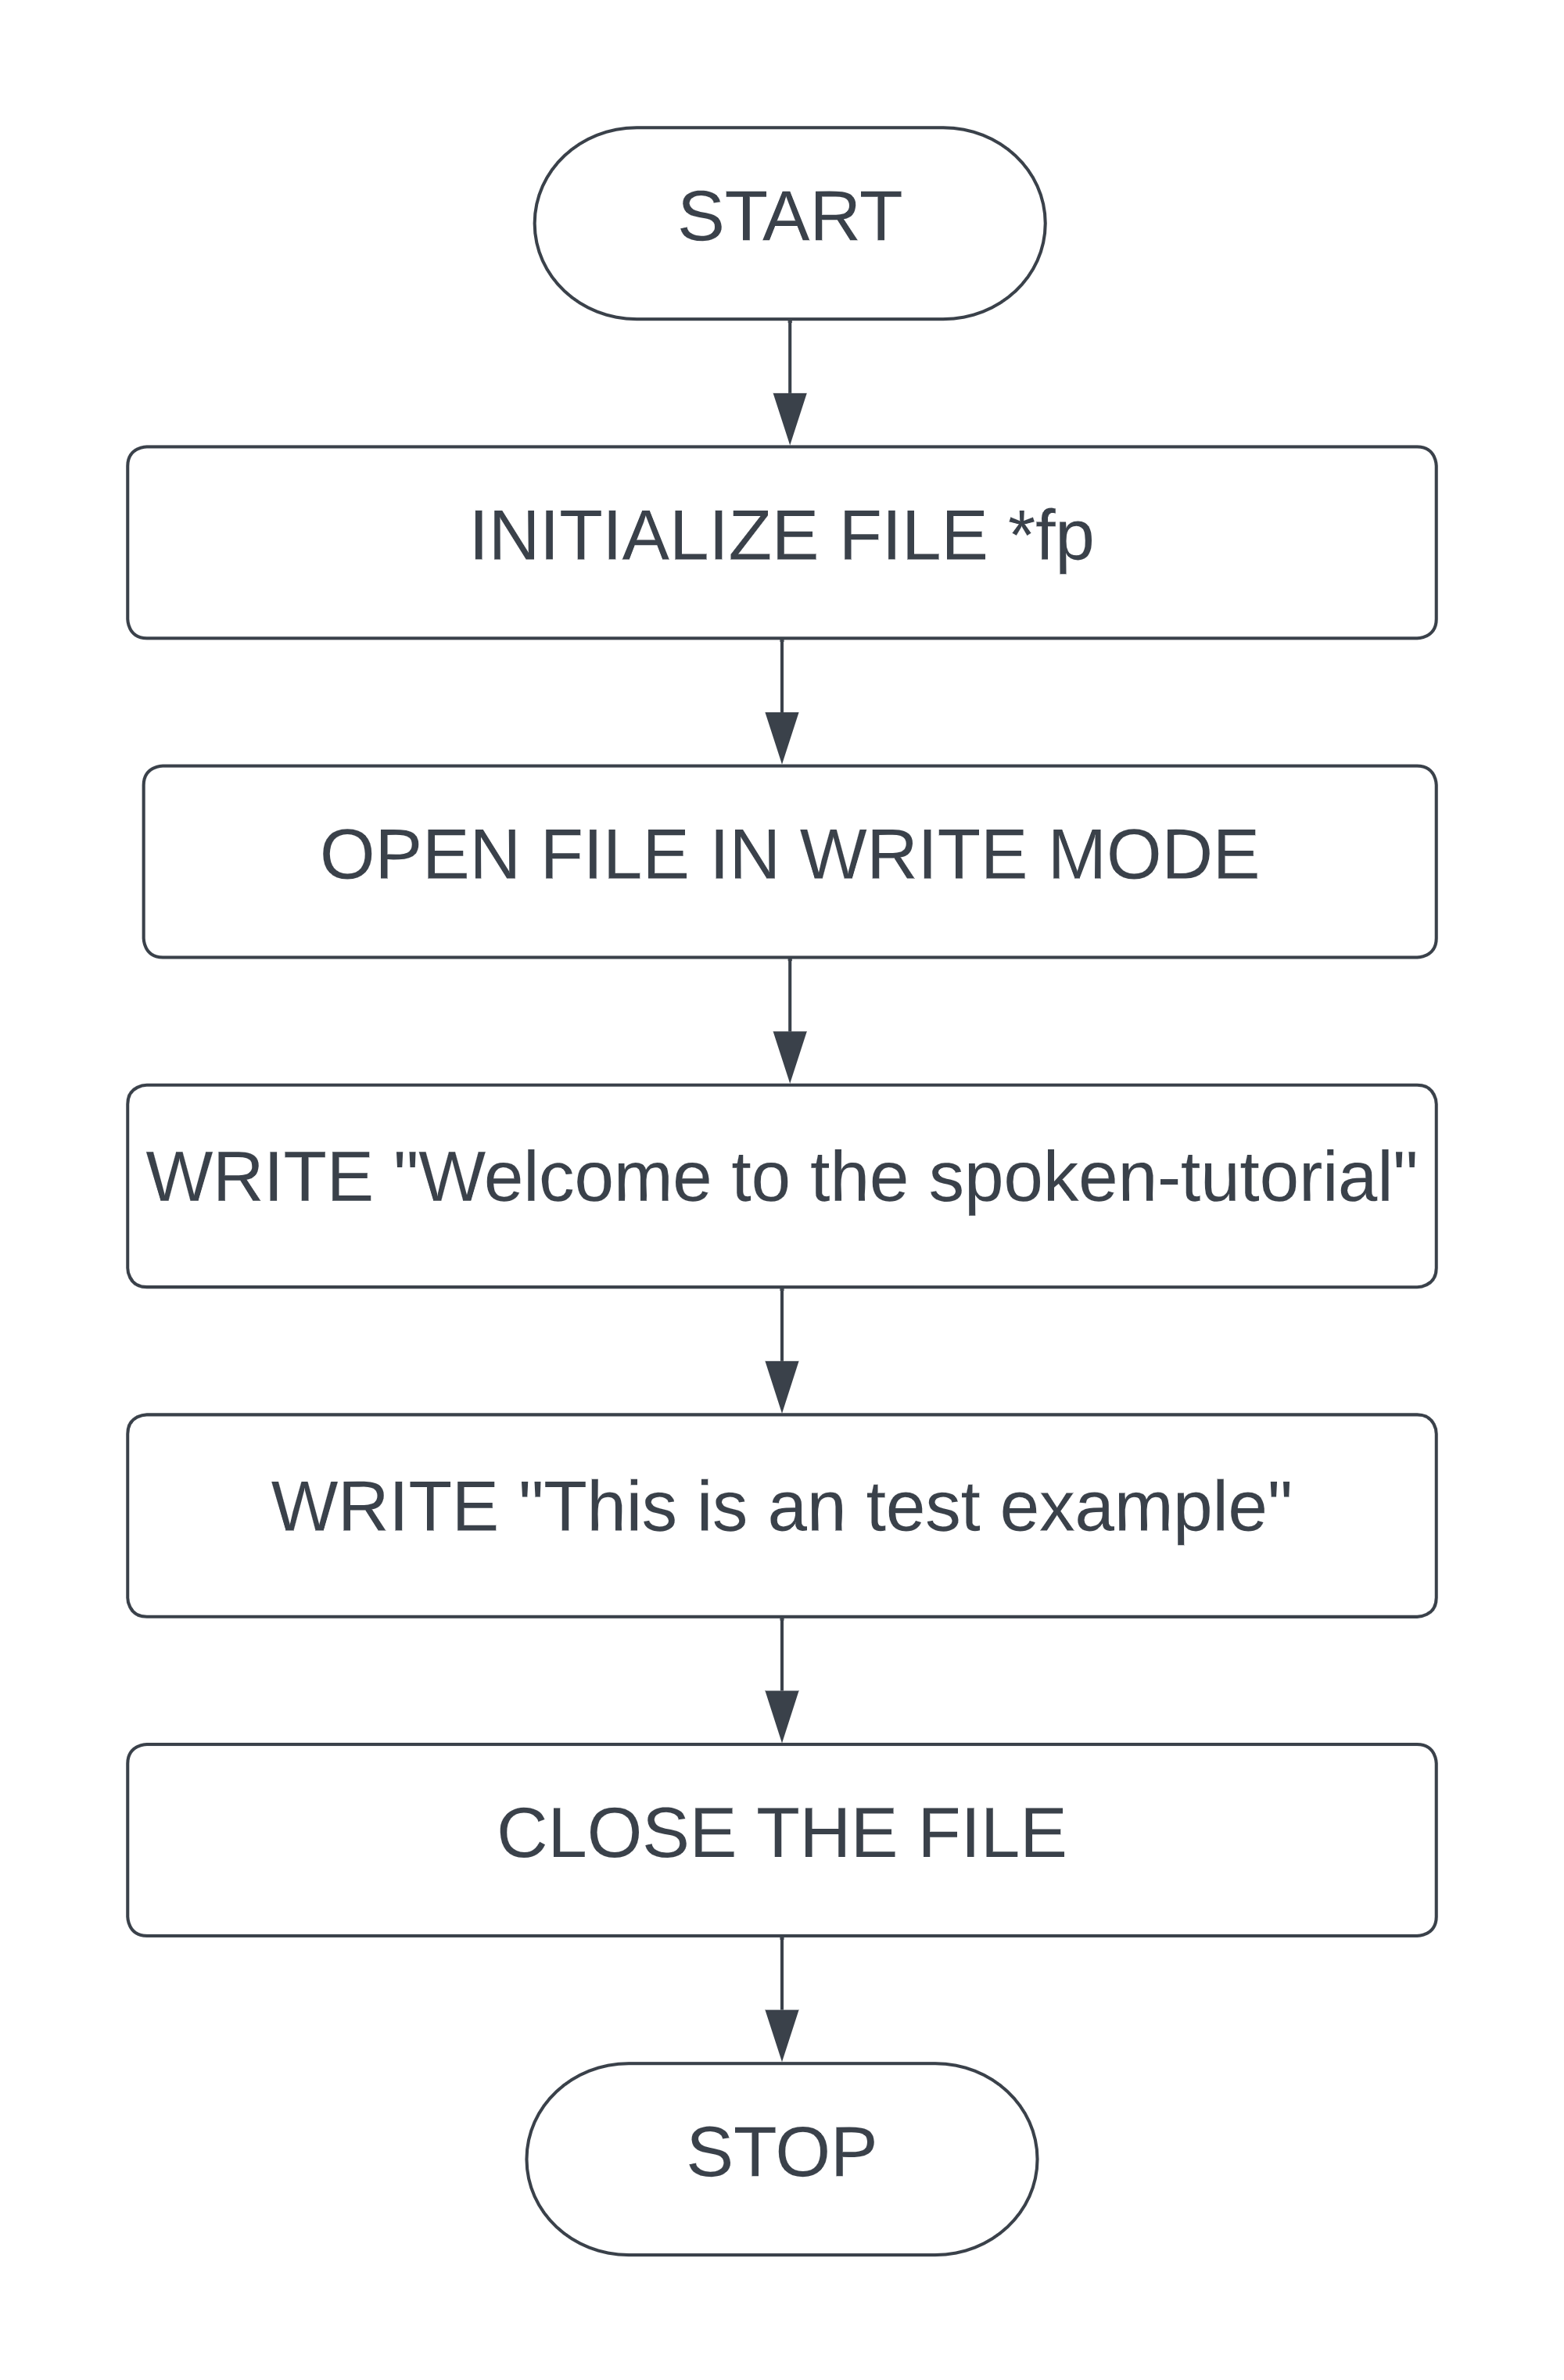 START
INITIALIZE FILE *fp
OPEN FILE IN WRITE MODE
WRITE "Welcome to the spoken-tutorial"
WRITE "This is an test example"
CLOSE THE FILE
STOP